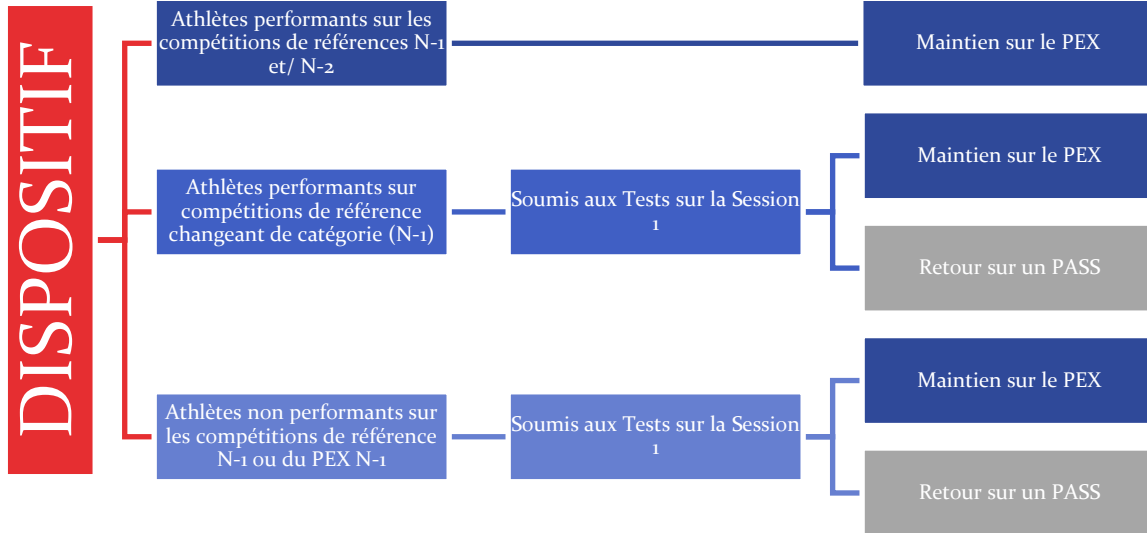 DISPOSITIF
Athlètes performants sur les
compétitions de références N-1
et/ N-2
Maintien sur le PEX
Athlètes performants sur
compétitions de référence
changeant de catégorie (N-1)
Soumis aux Tests sur la Session
1
Maintien sur le PEX
Retour sur un PASS
Athlètes non performants sur
les compétitions de référence
N-1 ou du PEX N-1
Soumis aux Tests sur la Session
1
Maintien sur le PEX
Retour sur un PASS